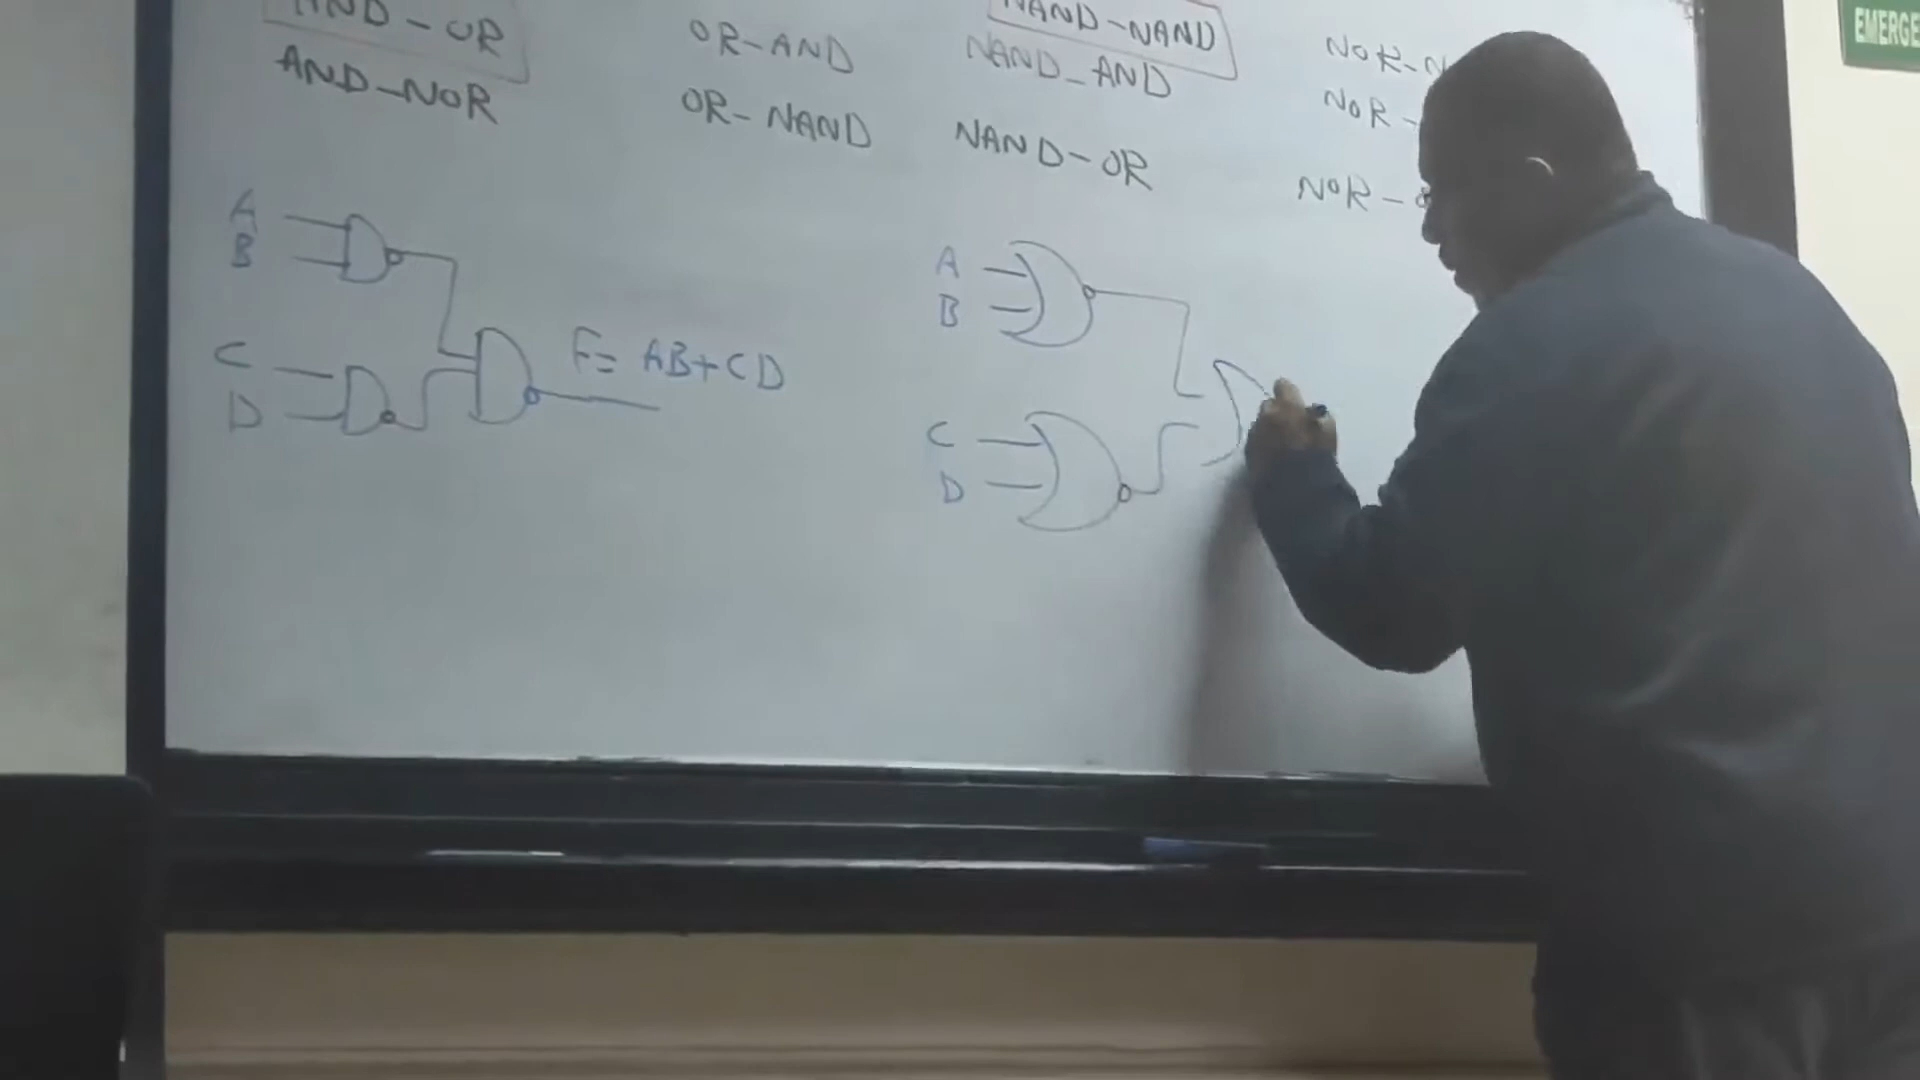 AND-OR
AND-NOR
OR-AND
OR-NAND
NAND-NAND
NAND-AND
NAND-OR
NOR-
NOR-
NOR-
A
B
C
D
F= AB+CD
A
B
C
D
EMERGE